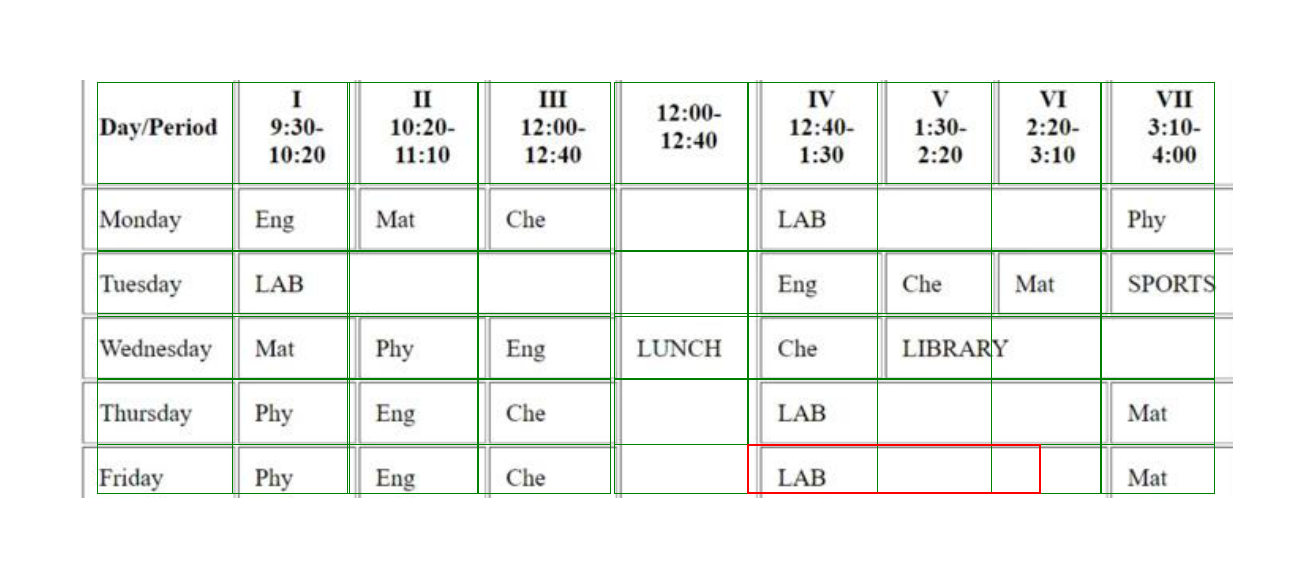 Day/Period I 9:30-10:20 II 10:20-11:10 III 12:00-12:40 12:00-12:40 IV 12:40-1:30 V 1:30-2:20 VI 2:20-3:10 VII 3:10-4:00
Monday Eng Mat Che LAB Phy
Tuesday LAB Eng Che Mat SPORTS
Wednesday Mat Phy Eng LUNCH Che LIBRARY
Thursday Phy Eng Che LAB Mat
Friday Phy Eng Che LAB Mat